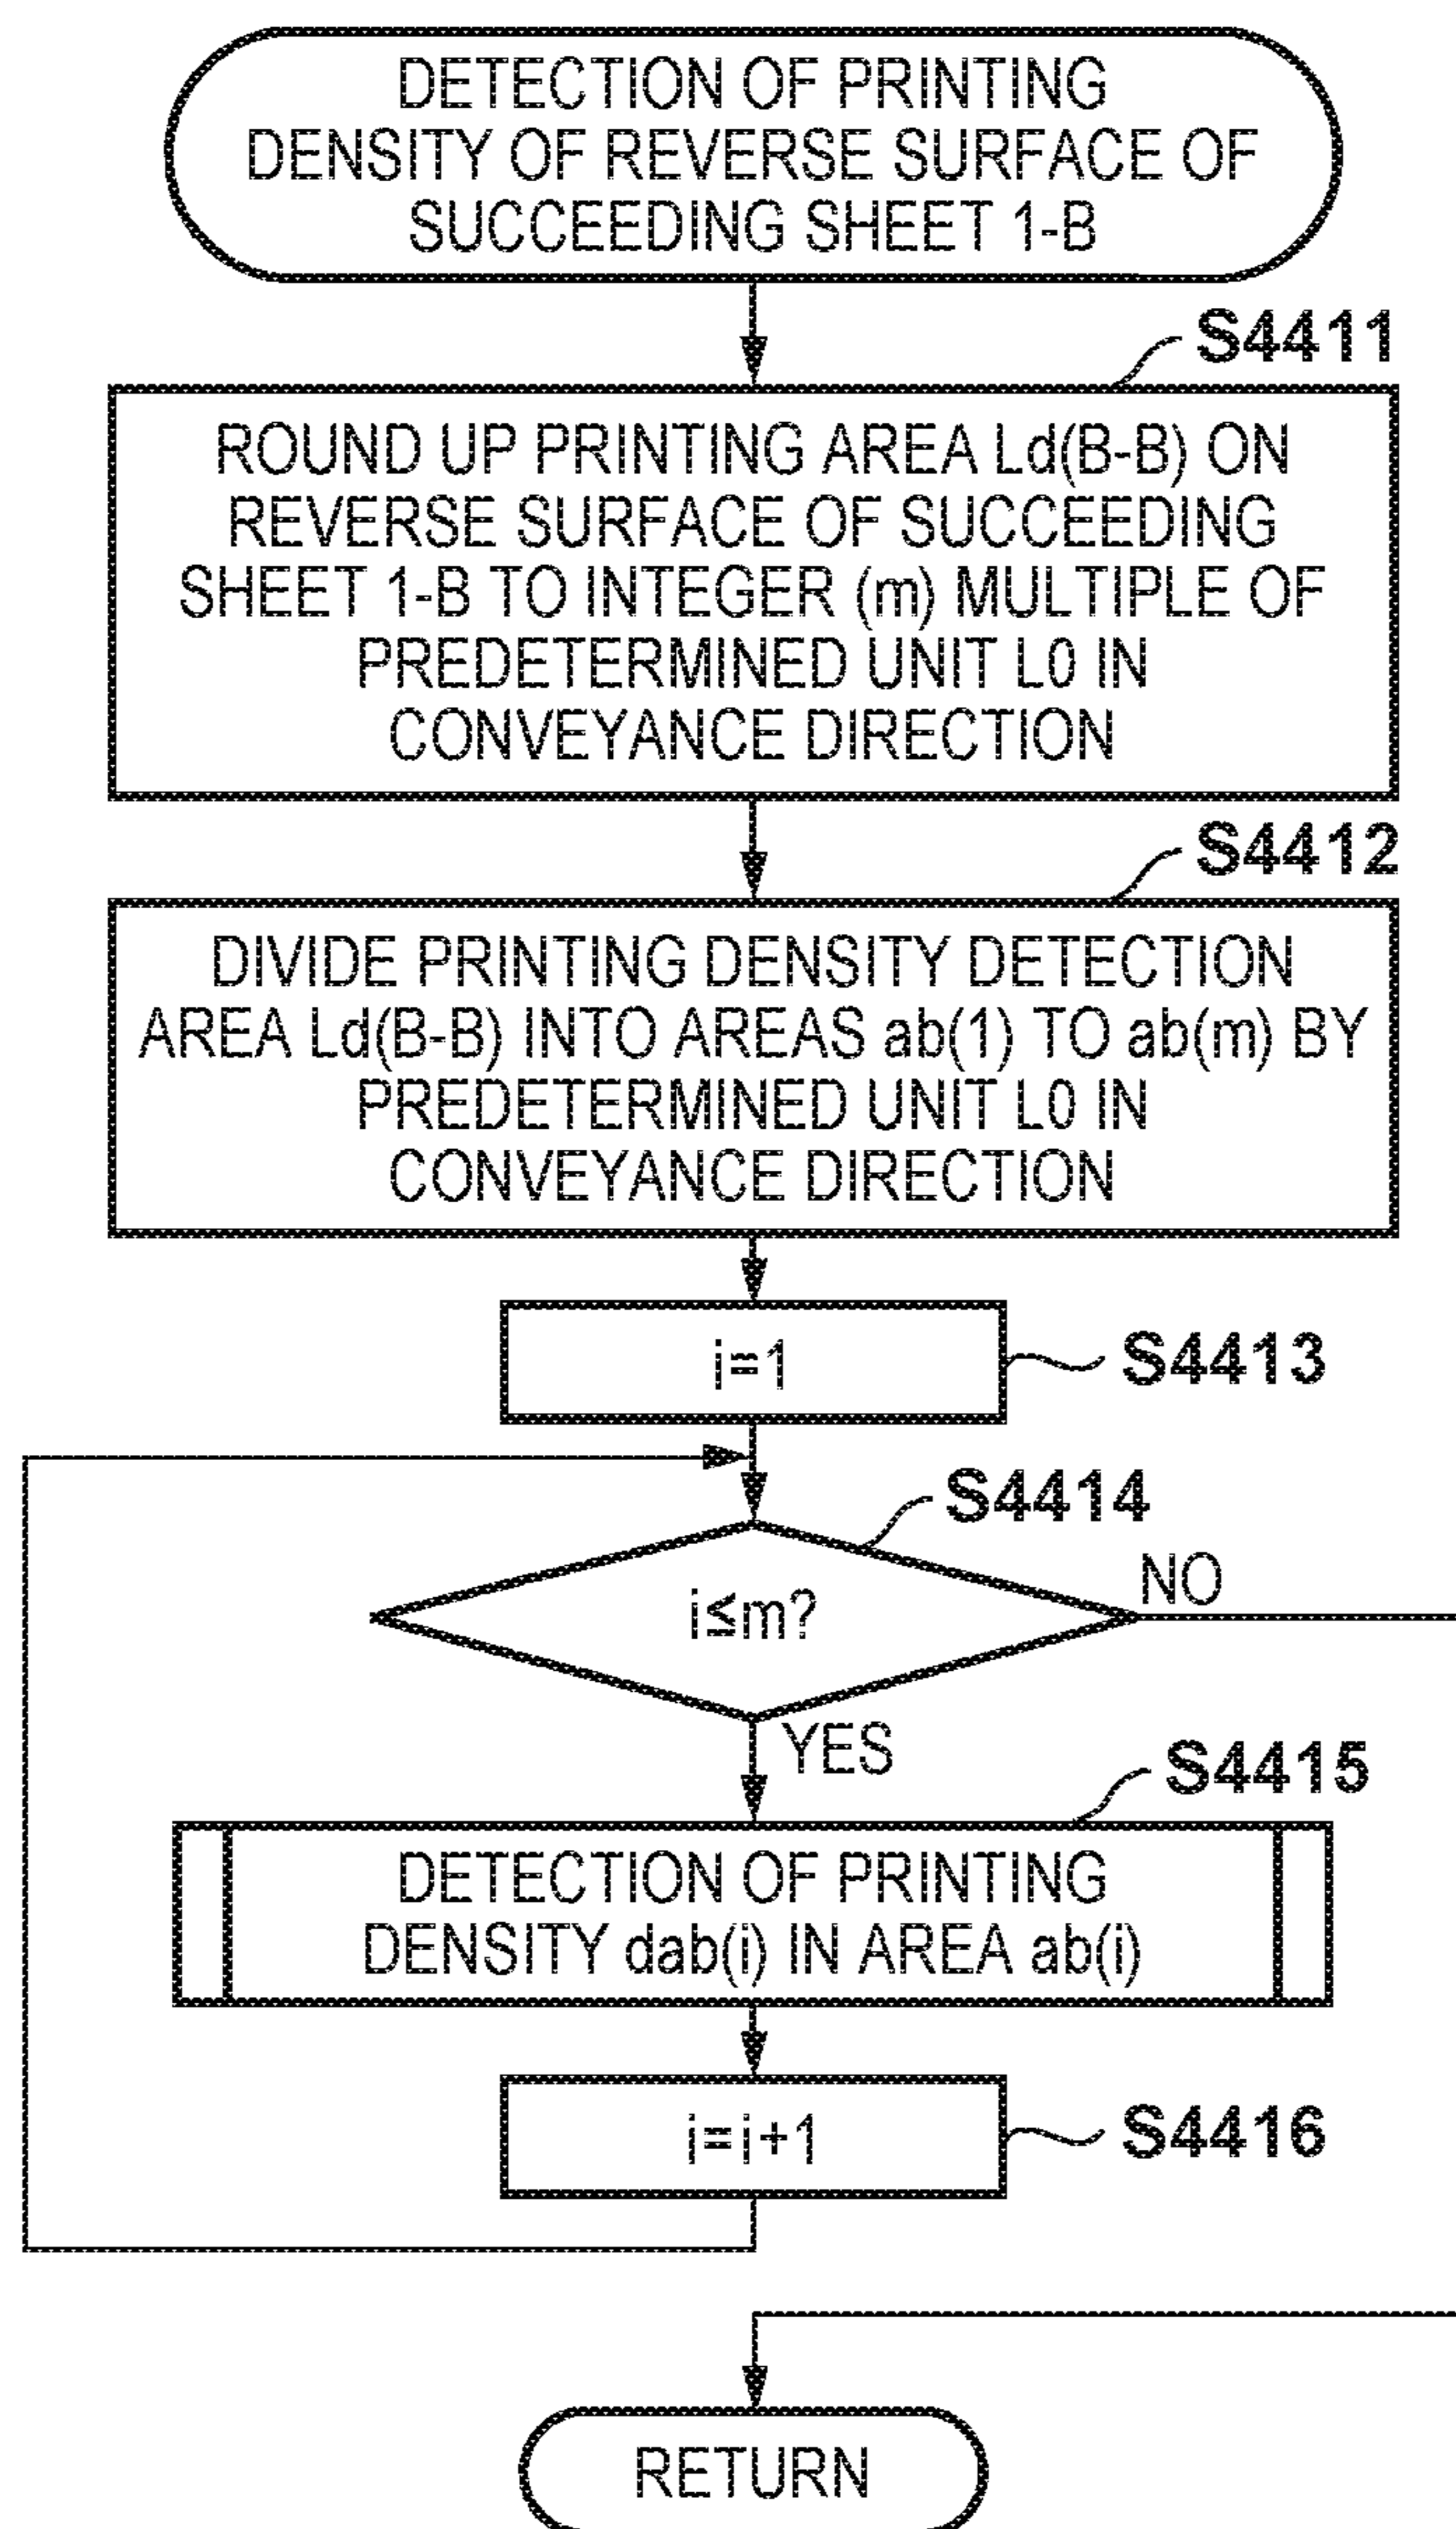 DETECTION OF PRINTING
DENSITY OF REVERSE SURFACE OF
SUCCEEDING SHEET 1-B
S4411
ROUND UP PRINTING AREA Ld(B-B) ON
REVERSE SURFACE OF SUCCEEDING
SHEET 1-B TO INTEGER (m) MULTIPLE OF
PREDETERMINED UNIT L0 IN
CONVEYANCE DIRECTION
S4412
DIVIDE PRINTING DENSITY DETECTION
AREA Ld(B-B) INTO AREAS ab(1) TO ab(m) BY
PREDETERMINED UNIT L0 IN
CONVEYANCE DIRECTION
i=1
S4413
S4414
i≤m?
NO
YES
S4415
DETECTION OF PRINTING
DENSITY dab(i) IN AREA ab(i)
i=i+1
S4416
RETURN